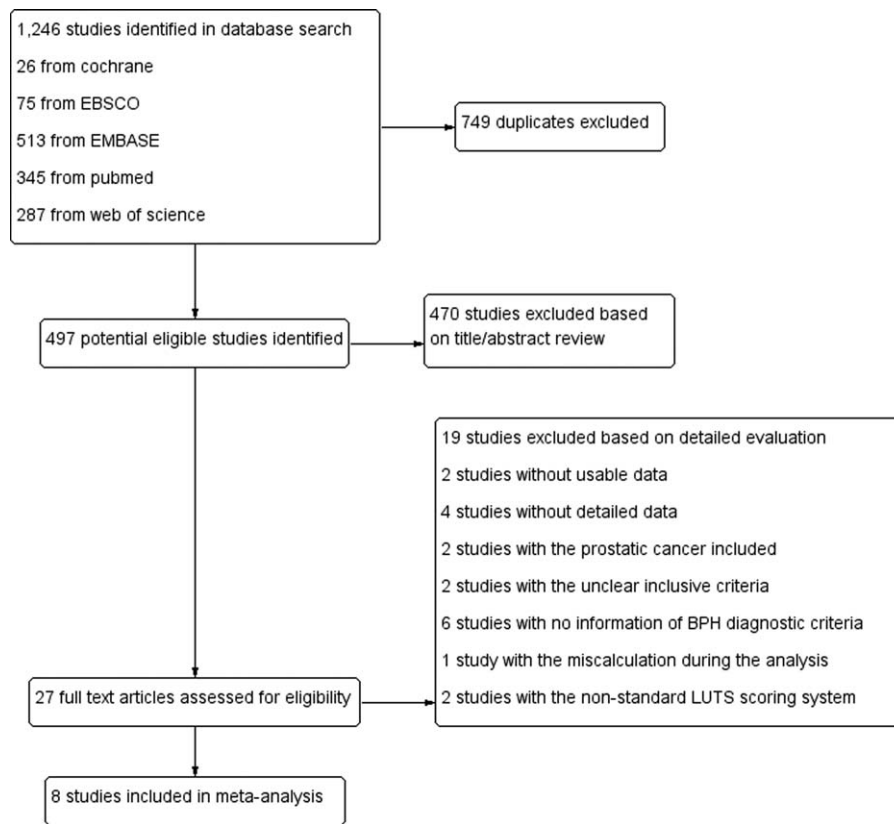 1,246 studies identified in database search
26 from cochrane
75 from EBSCO
513 from EMBASE
345 from pubmed
287 from web of science
749 duplicates excluded
497 potential eligible studies identified
470 studies excluded based
on title/abstract review
19 studies excluded based on detailed evaluation
2 studies without usable data
4 studies without detailed data
2 studies with the prostatic cancer included
2 studies with the unclear inclusive criteria
6 studies with no information of BPH diagnostic criteria
1 study with the miscalculation during the analysis
2 studies with the non-standard LUTS scoring system
27 full text articles assessed for eligibility
8 studies included in meta-analysis